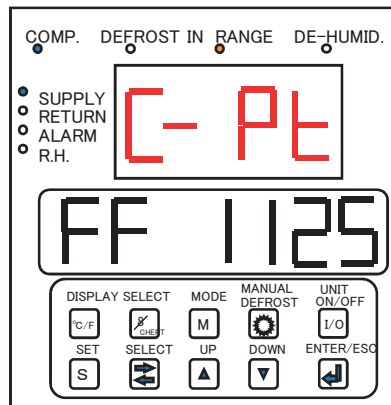 COMP. DEFROST IN RANGE DE-HUMID.
SUPPLY
RETURN
ALARM
R.H.
C- Pt
FF 1125
DISPLAY SELECT MODE MANUAL DEFROST UNIT ON/OFF
°C/F CHEFT M I/O
SET SELECT UP DOWN ENTER/ESC
S